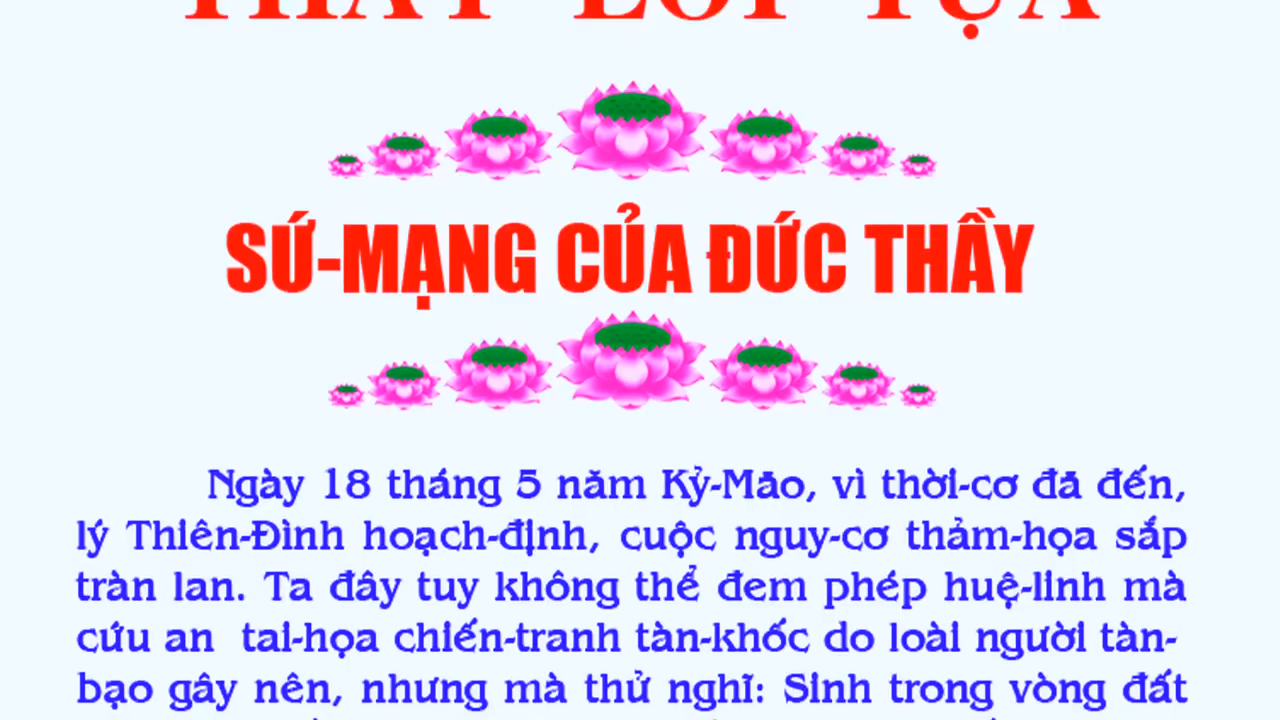 THAY LỜI TỰA
SỨ-MẠNG CỦA ĐỨC THẦY
Ngày 18 tháng 5 năm Kỷ-Mão, vì thời-cơ đã đến,
lý Thiên-Đình hoạch-định, cuộc nguy-cơ thảm-họa sắp
tràn lan. Ta đây tuy không thể đem phép huệ-linh mà
cứu an tai-họa chiến-tranh tàn-khốc do loài người tàn-
bạo gây nên, nhưng mà thử nghĩ: Sinh trong vòng đất